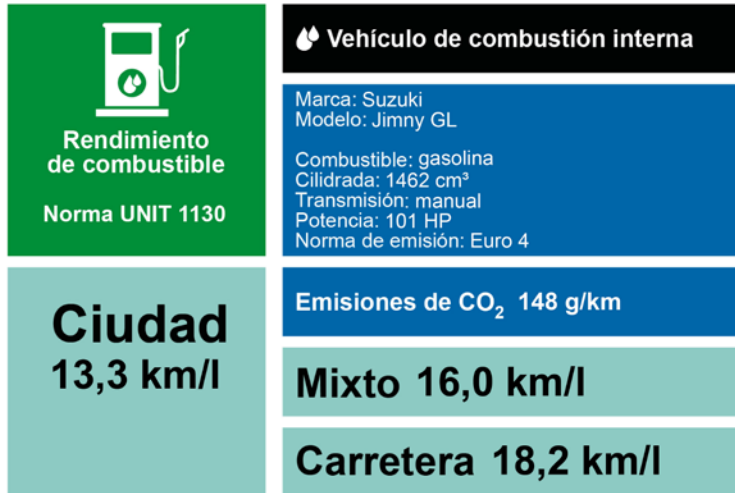 Rendimiento
de combustible
Norma UNIT 1130
Vehículo de combustión interna
Marca: Suzuki
Modelo: Jimny GL
Combustible: gasolina
Cilidrada: 1462 cm³
Transmisión: manual
Potencia: 101 HP
Norma de emisión: Euro 4
Ciudad
13,3 km/l
Emisiones de CO₂ 148 g/km
Mixto 16,0 km/l
Carretera 18,2 km/l